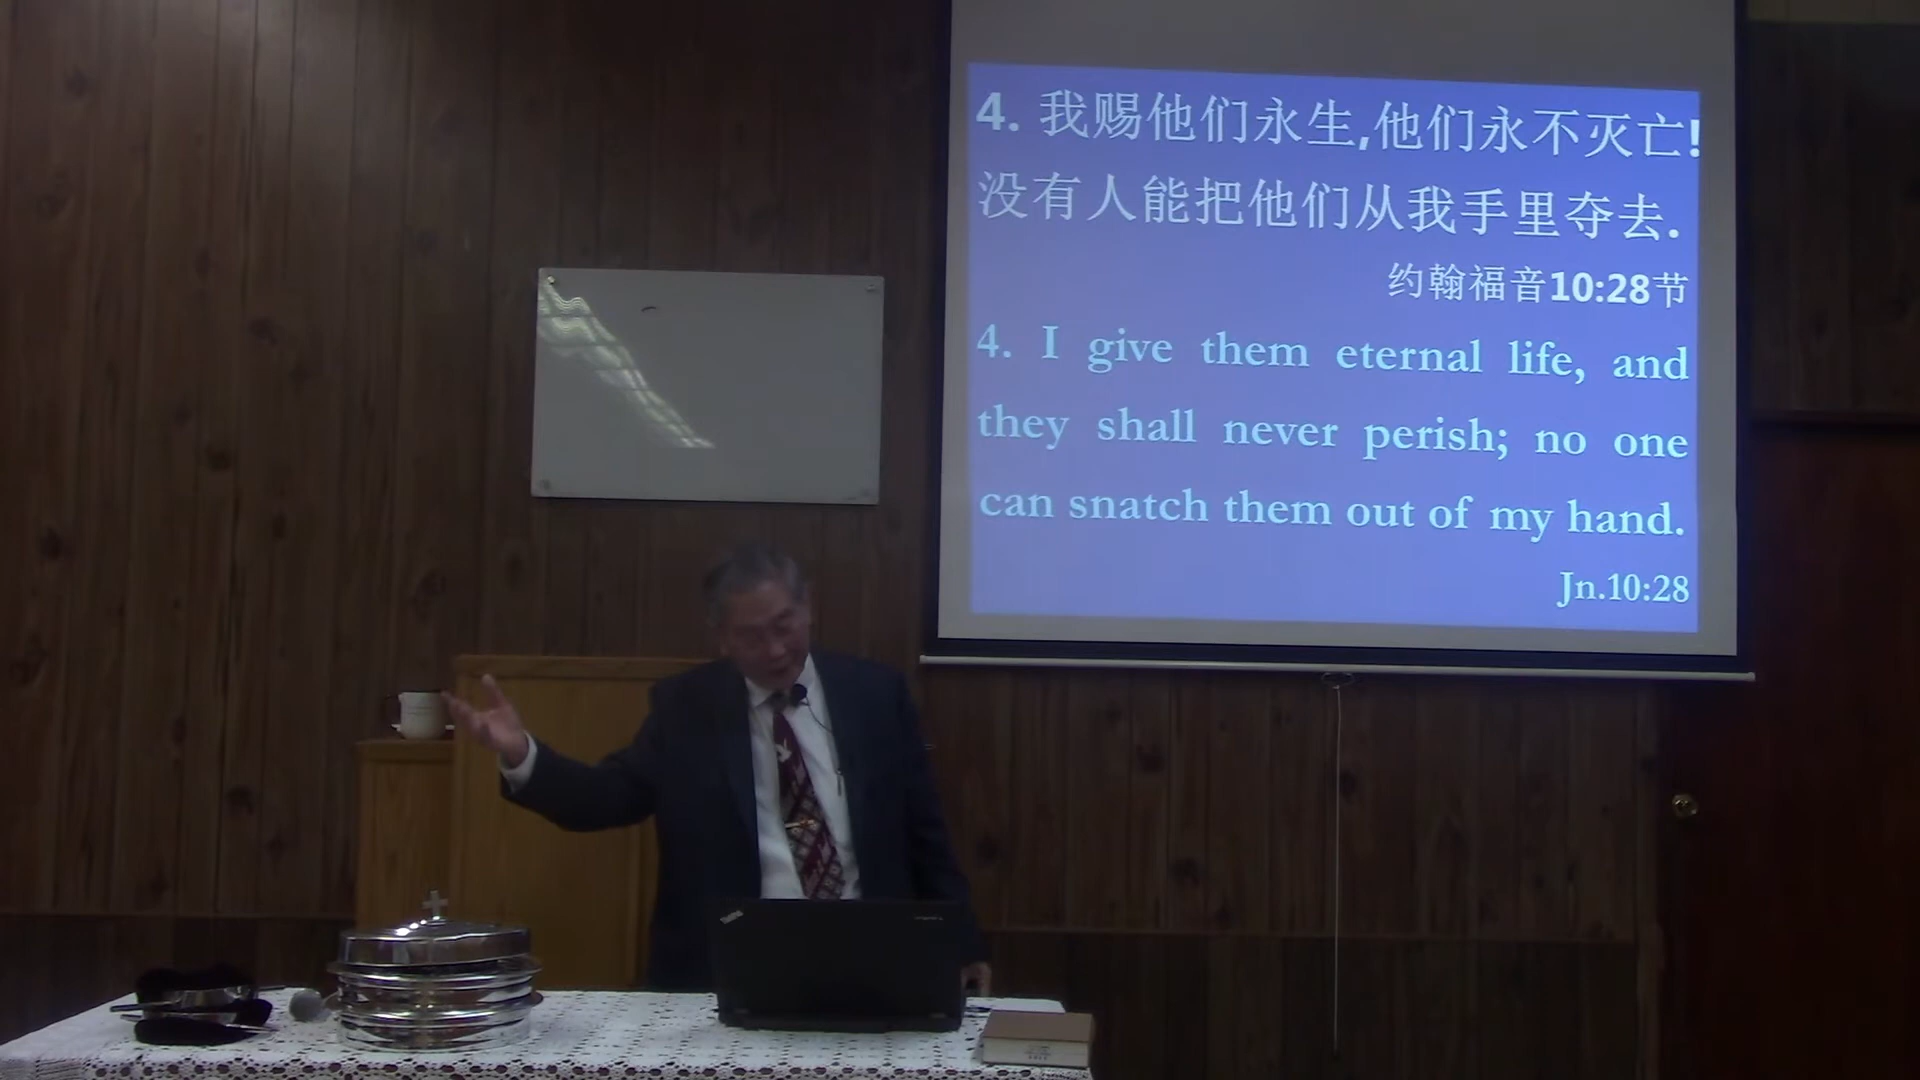 4. 我赐他们永生,他们永不灭亡!
没有人能把他们从我手里夺去.
约翰福音10:28节
4. I give them eternal life, and
they shall never perish; no one
can snatch them out of my hand.
Jn.10:28